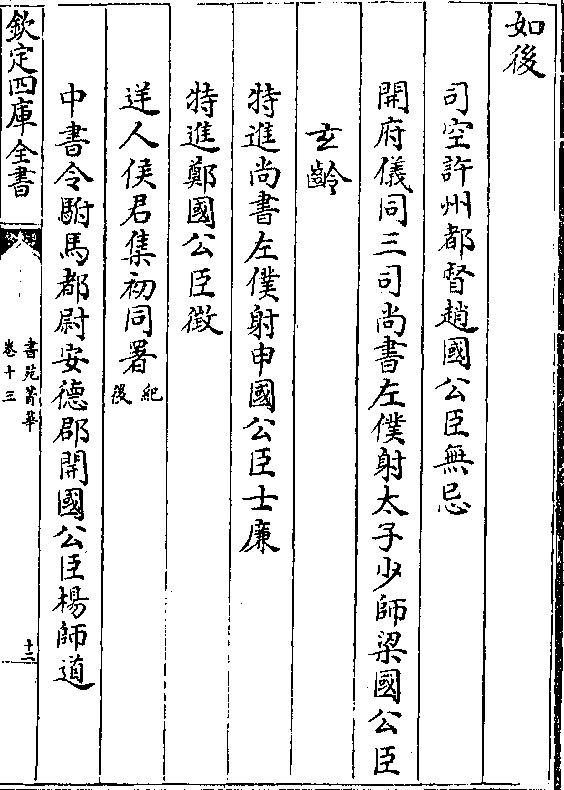 如後
司空許州都督趙國公臣無忌
開府儀同三司尚書左僕射太子少師梁國公臣
玄齡
特進尚書左僕射申國公臣士廉
特進鄭國公臣徵
逆人侯君集初同署
中書令駙馬都尉安德郡開國公臣楊師道
欽定四庫全書
書苑菁華
卷十三
十二